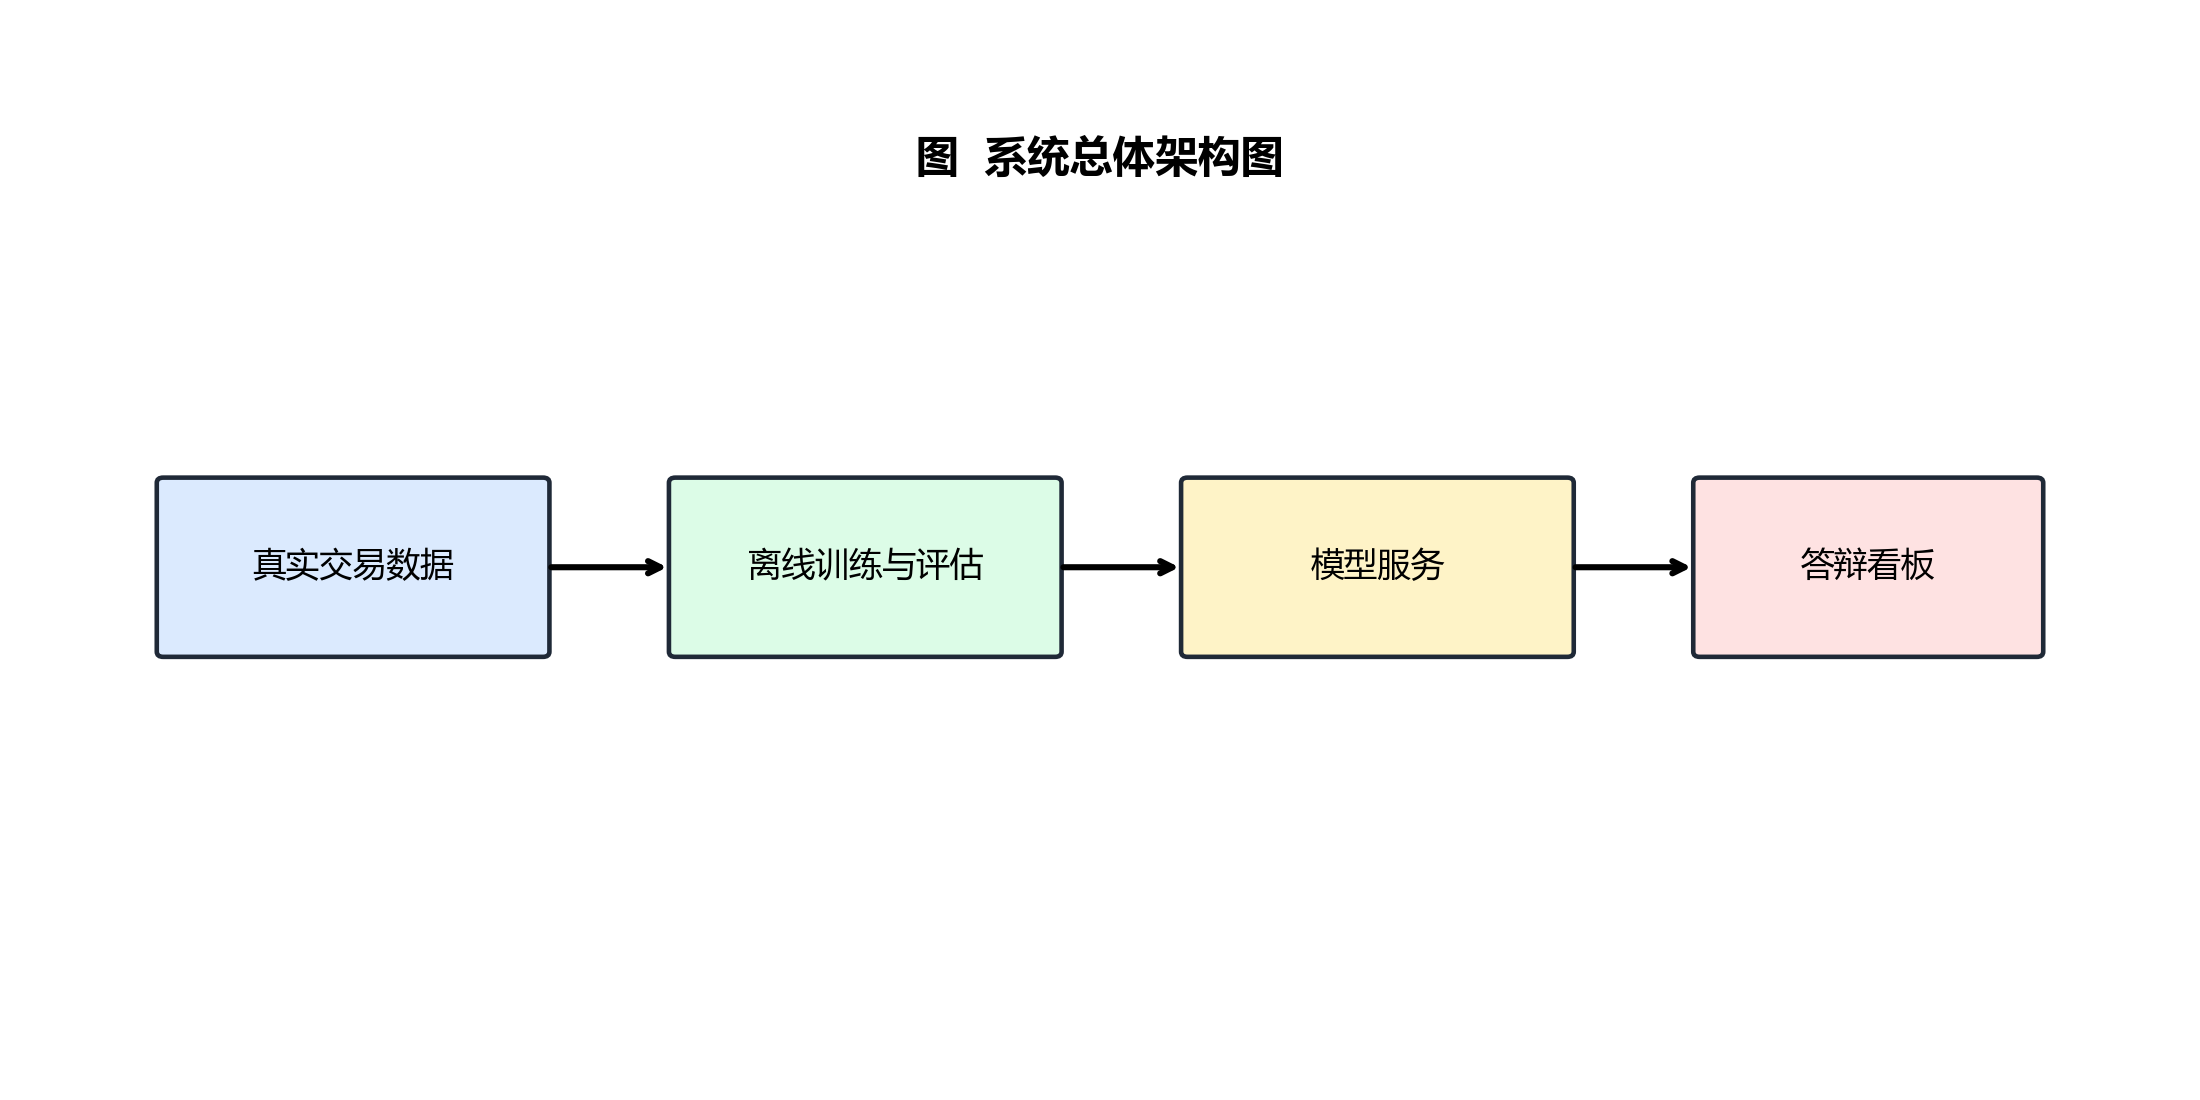 图 系统总体架构图
真实交易数据
离线训练与评估
模型服务
答辩看板